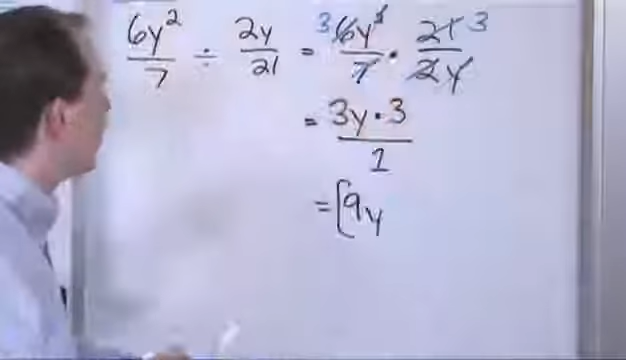 6y² / 7 ÷ 2y / 21 = ³6y² / 7 · 21 ³ / 2y
= 3y · 3 / 1
= [9y